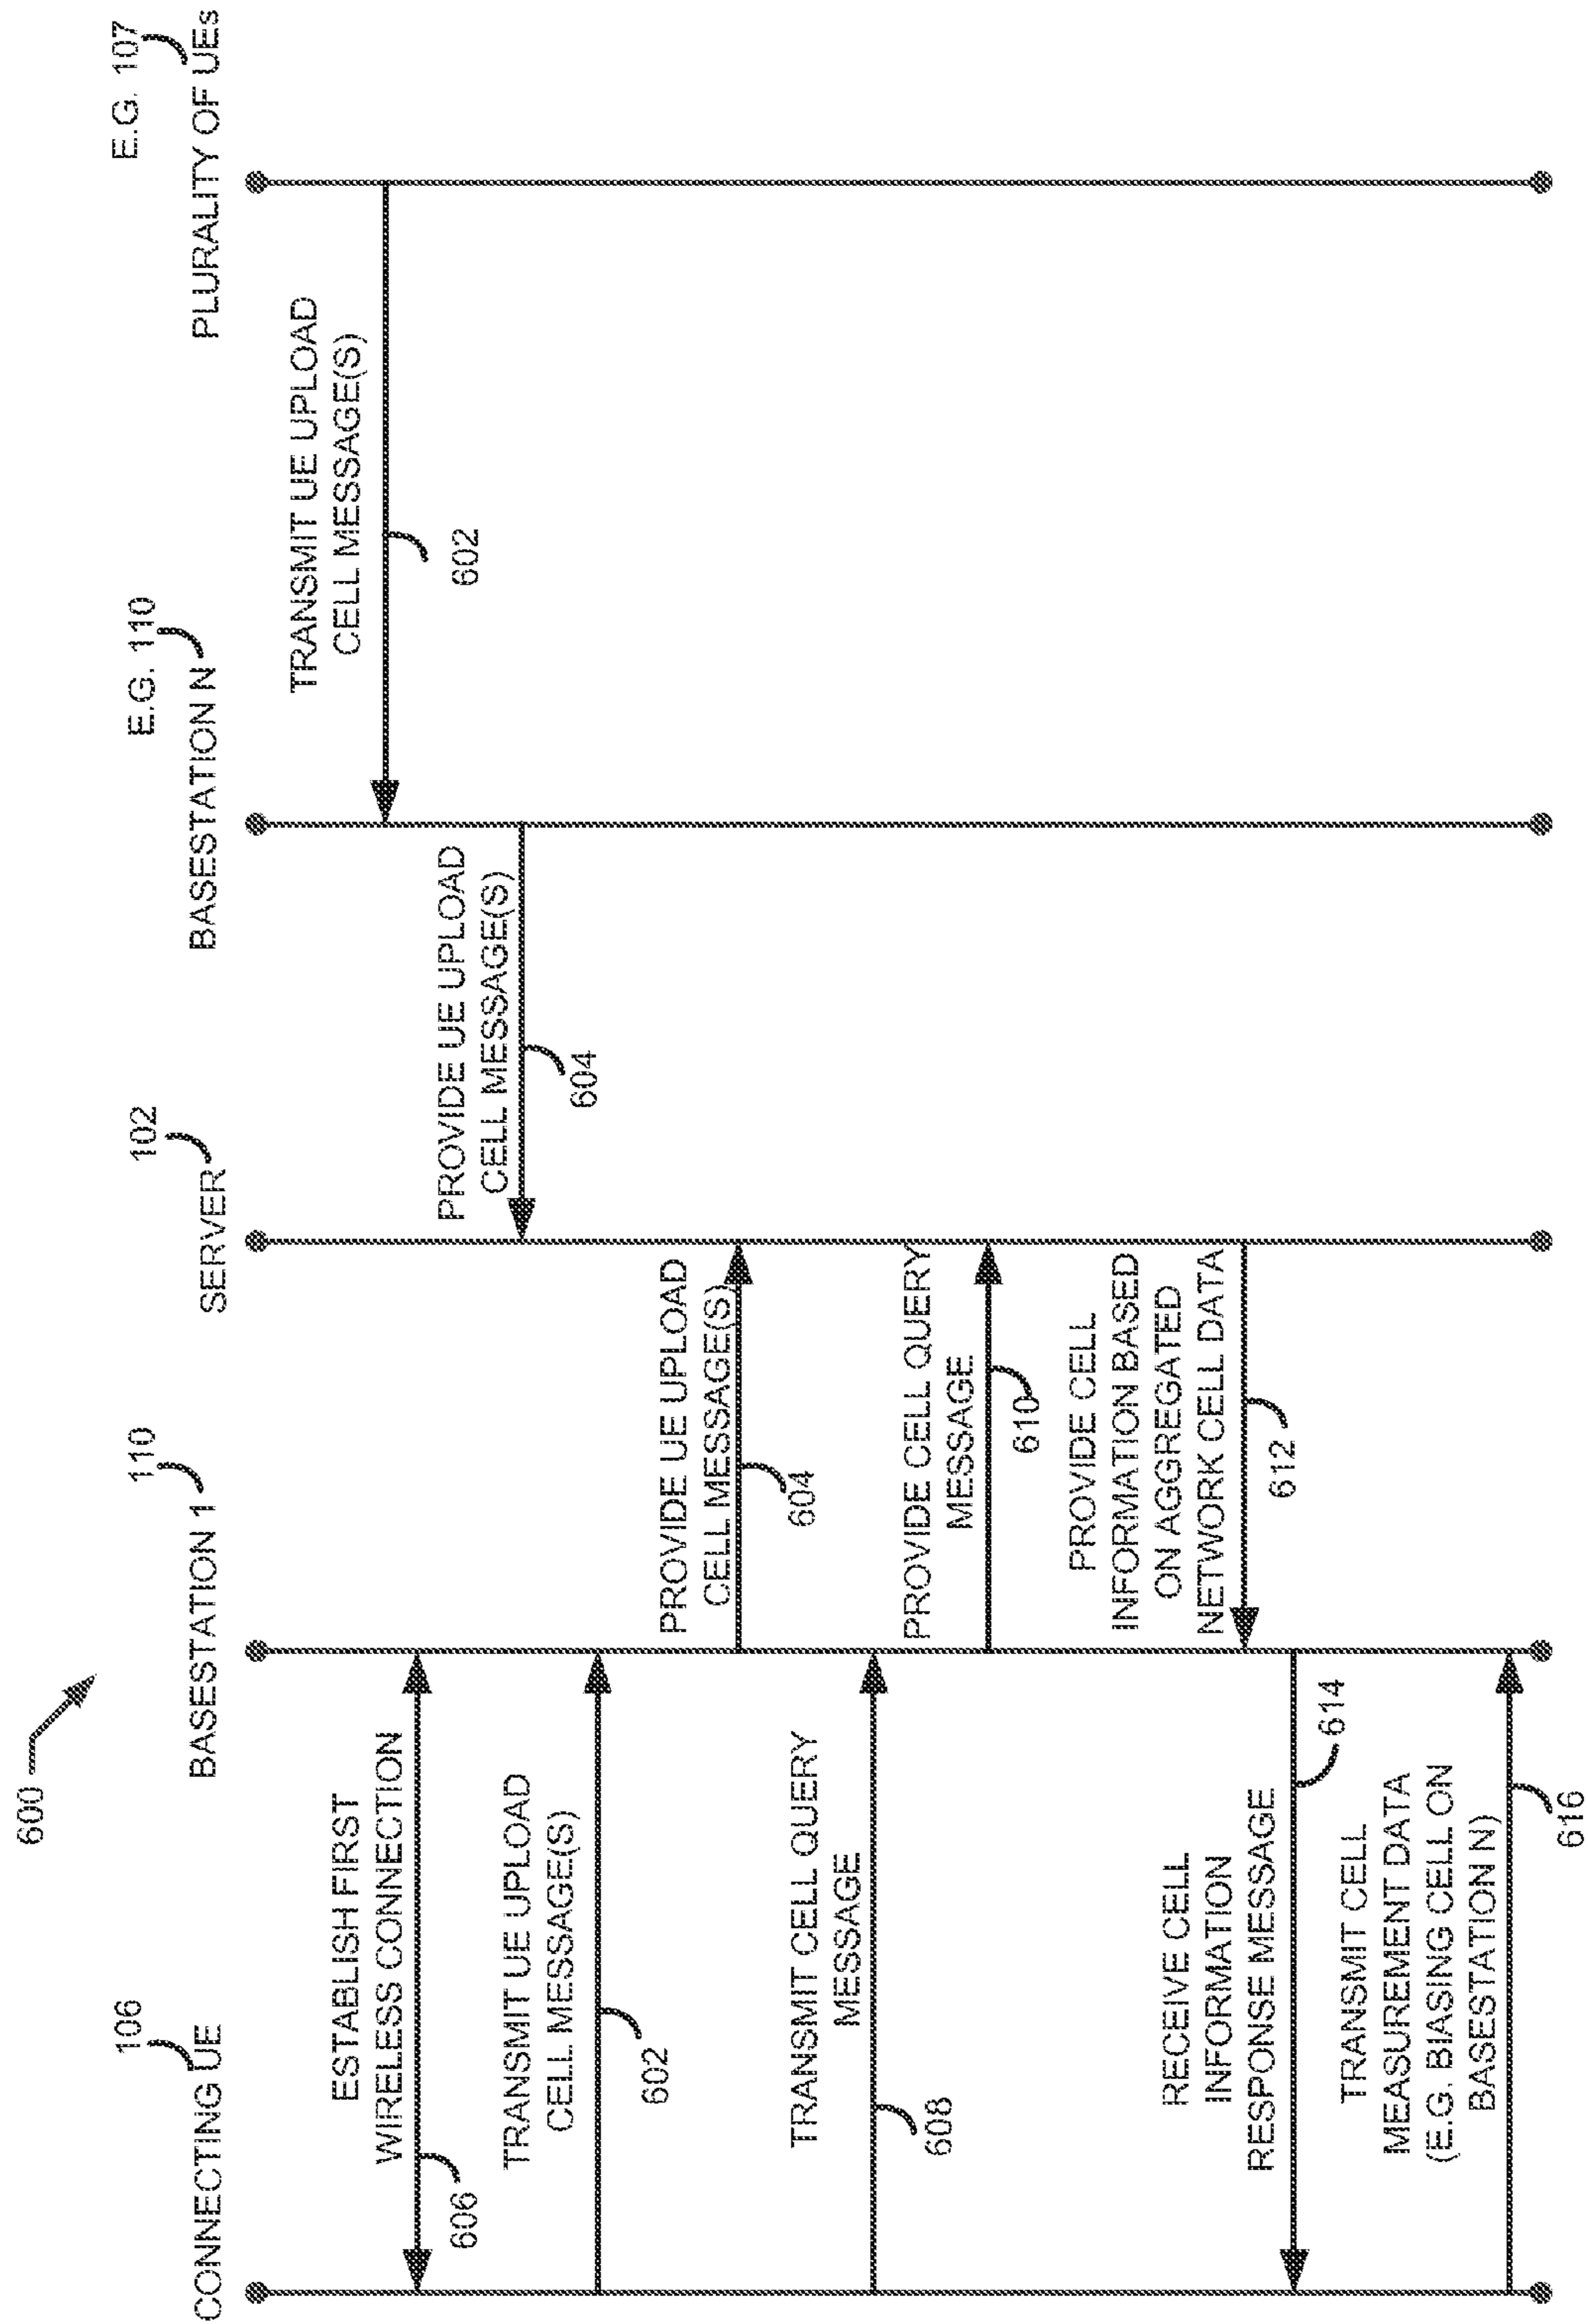 600
106
CONNECTING UE
110
BASESTATION 1
102
SERVER
E.G. 110
BASESTATION N
E.G. 107
PLURALITY OF UEs
TRANSMIT UE UPLOAD
CELL MESSAGE(S)
602
ESTABLISH FIRST
WIRELESS CONNECTION
606
PROVIDE UE UPLOAD
CELL MESSAGE(S)
604
TRANSMIT UE UPLOAD
CELL MESSAGE(S)
602
PROVIDE UE UPLOAD
CELL MESSAGE(S)
604
TRANSMIT CELL QUERY
MESSAGE
608
PROVIDE CELL QUERY
MESSAGE
610
PROVIDE CELL
INFORMATION BASED
ON AGGREGATED
NETWORK CELL DATA
612
RECEIVE CELL
INFORMATION
RESPONSE MESSAGE
614
TRANSMIT CELL
MEASUREMENT DATA
(E.G. BIASING CELL ON
BASESTATION N)
616